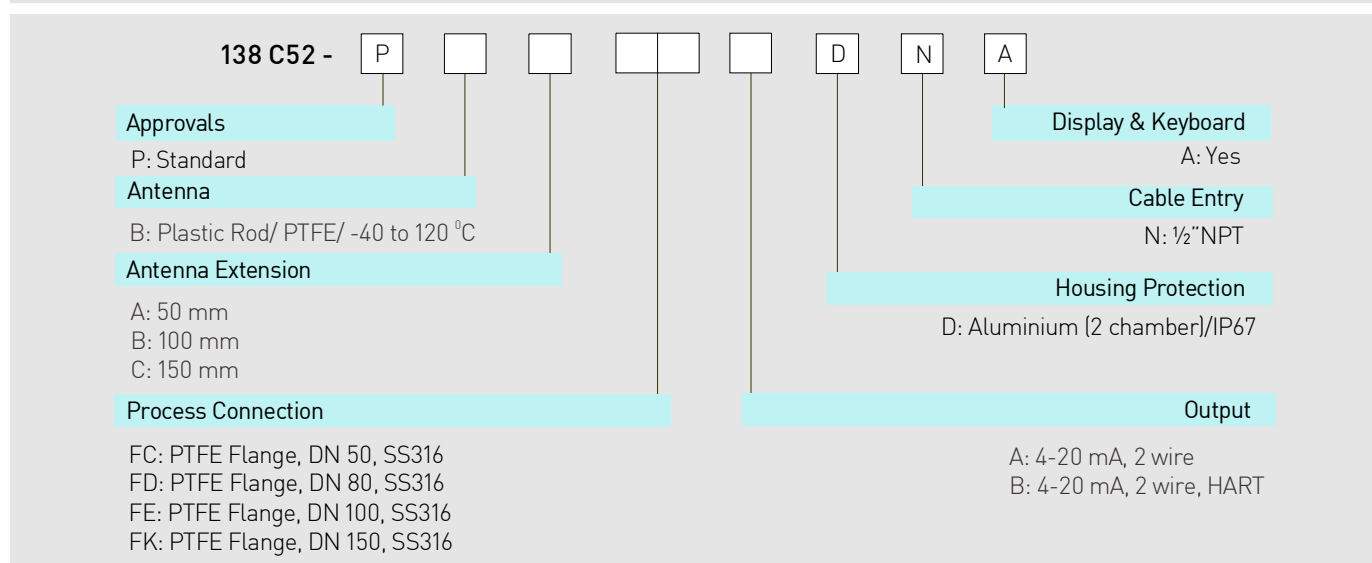 138 C52 - P D N A
Approvals
P: Standard
Antenna
B: Plastic Rod/ PTFE/ -40 to 120 ⁰C
Antenna Extension
A: 50 mm
B: 100 mm
C: 150 mm
Process Connection
FC: PTFE Flange, DN 50, SS316
FD: PTFE Flange, DN 80, SS316
FE: PTFE Flange, DN 100, SS316
FK: PTFE Flange, DN 150, SS316
Display & Keyboard
A: Yes
Cable Entry
N: ½”NPT
Housing Protection
D: Aluminium (2 chamber)/IP67
Output
A: 4-20 mA, 2 wire
B: 4-20 mA, 2 wire, HART